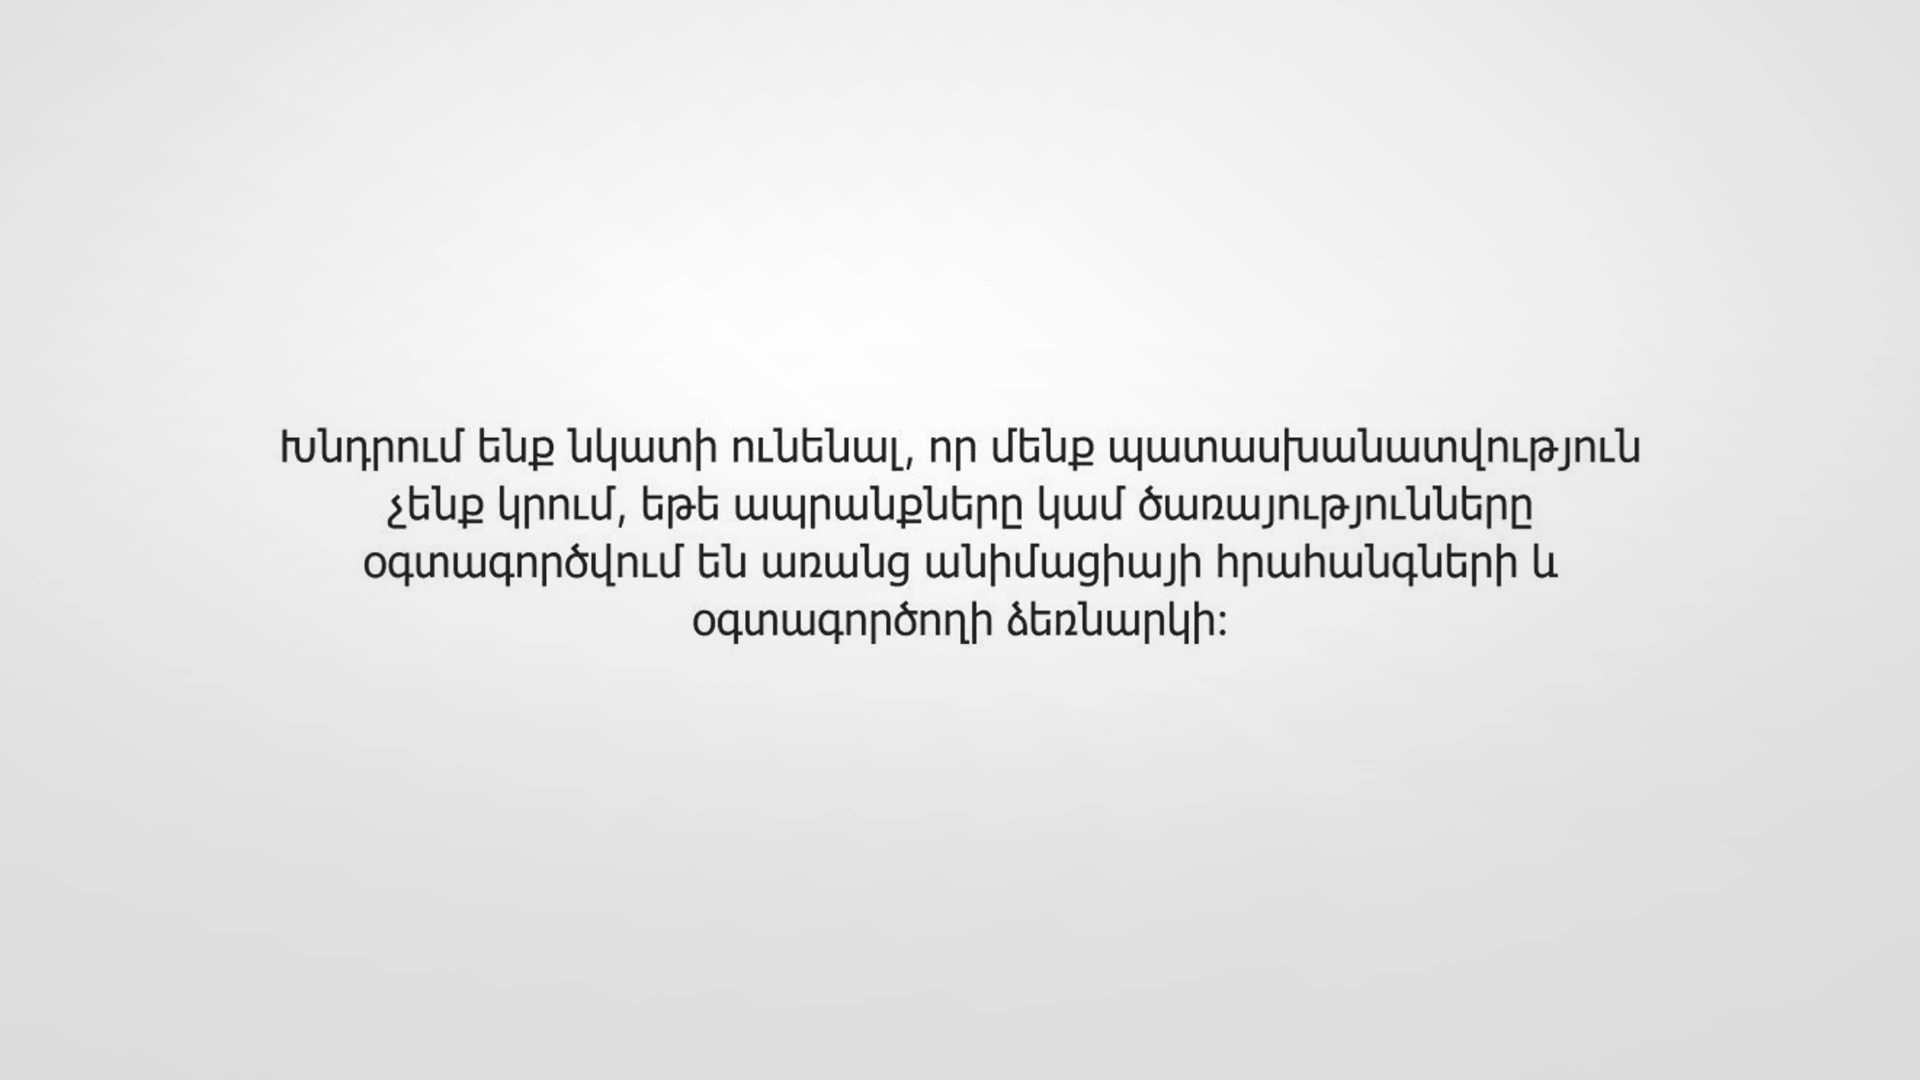 Խնդրում ենք նկատի ունենալ, որ մենք պատասխանատվություն
չենք կրում, եթե ապրանքները կամ ծառայությունները
օգտագործվում են առանց անիմացիայի հրահանգների և
օգտագործողի ձեռնարկի: